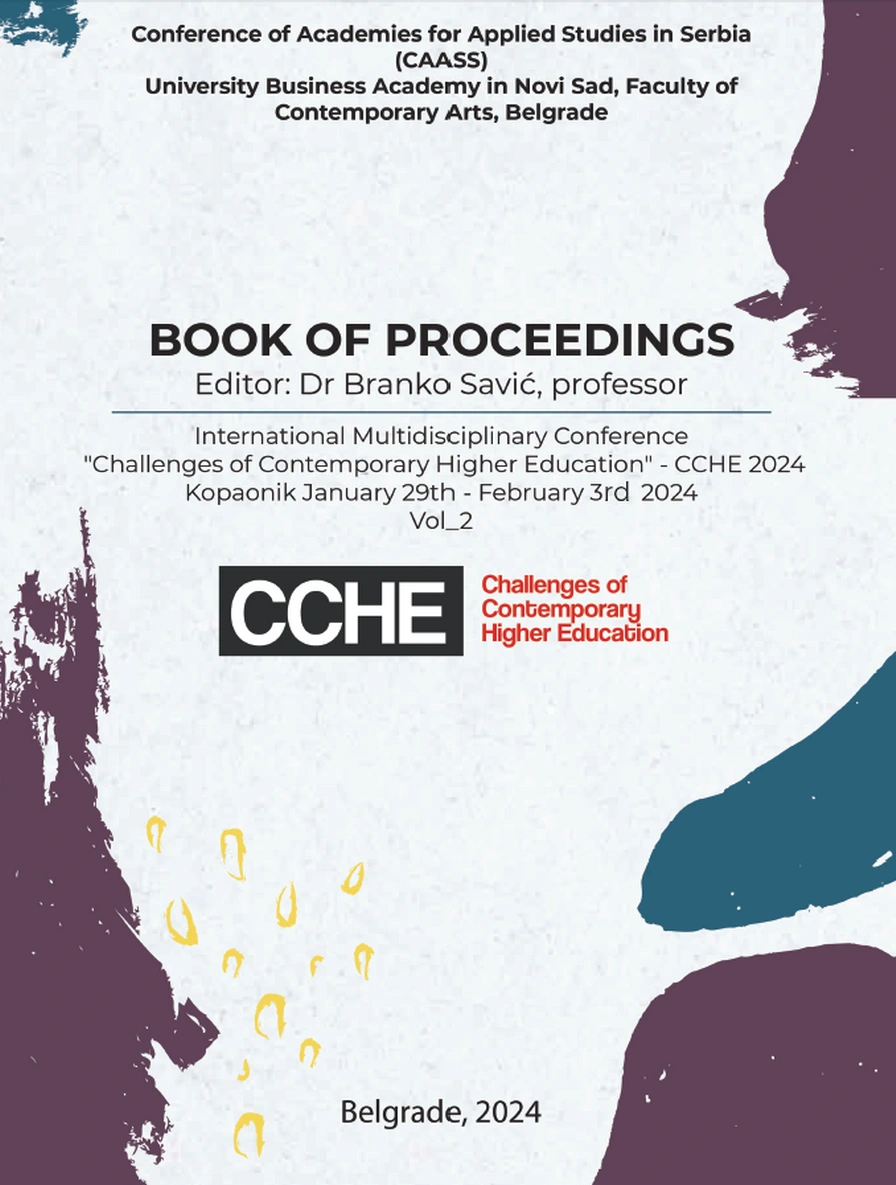 Conference of Academies for Applied Studies in Serbia
(CAASS)
University Business Academy in Novi Sad, Faculty of
Contemporary Arts, Belgrade
BOOK OF PROCEEDINGS
Editor: Dr Branko Savić, professor
International Multidisciplinary Conference
"Challenges of Contemporary Higher Education" - CCHE 2024
Kopaonik January 29th - February 3rd 2024
Vol_2
CCHE
Challenges of
Contemporary
Higher Education
Belgrade, 2024